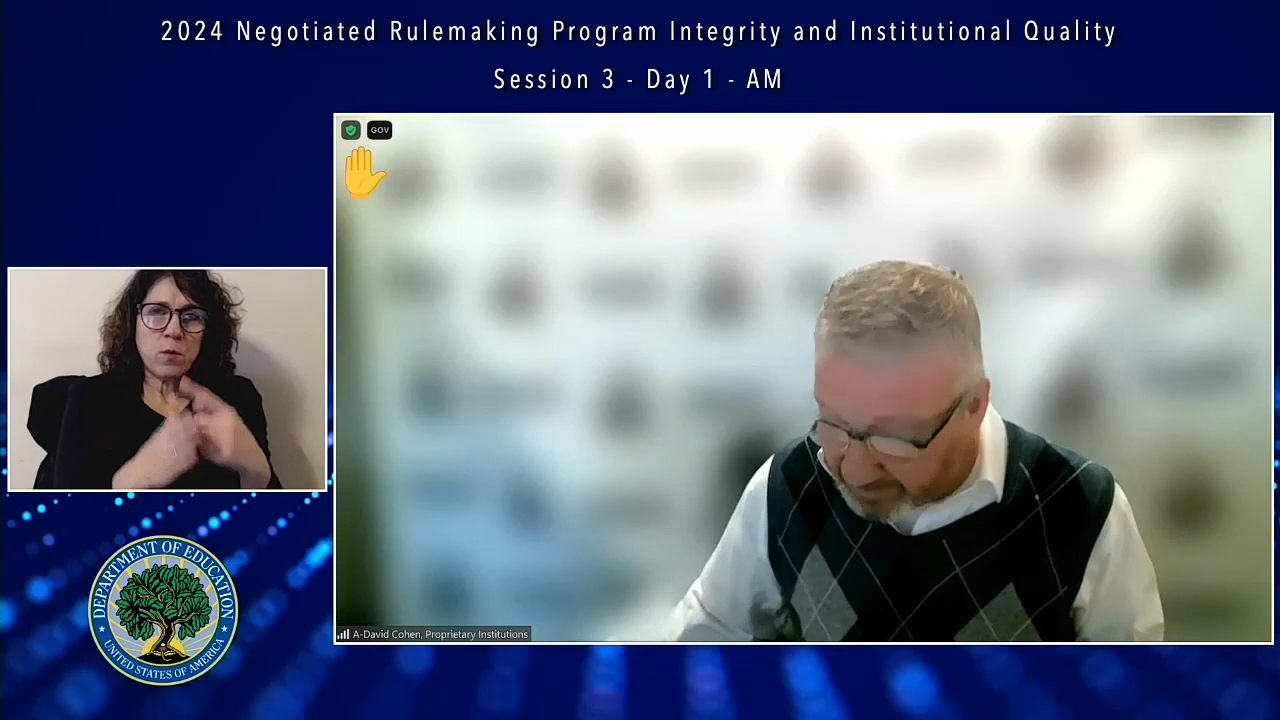 2024 Negotiated Rulemaking Program Integrity and Institutional Quality
Session 3 - Day 1 - AM
GOV
A-David Cohen, Proprietary Institutions
DEPARTMENT OF EDUCATION
UNITED STATES OF AMERICA